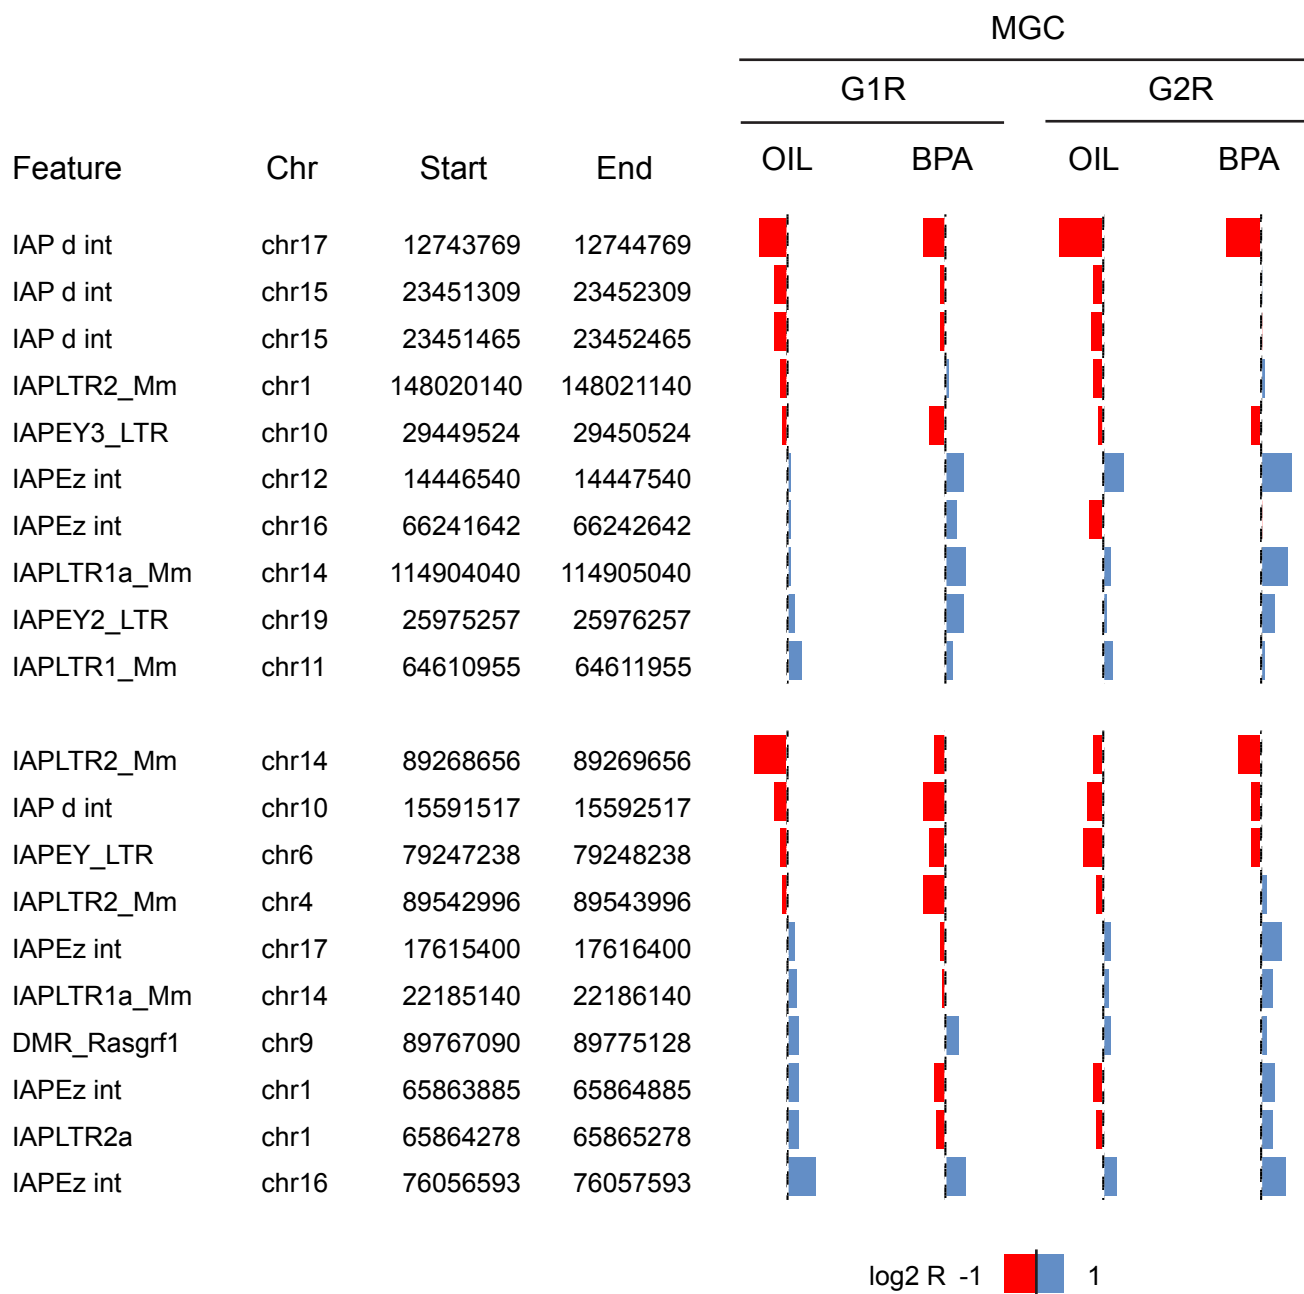 MGC
G1R G2R
Feature Chr Start End OIL BPA OIL BPA
IAP d int chr17 12743769 12744769
IAP d int chr15 23451309 23452309
IAP d int chr15 23451465 23452465
IAPLTR2_Mm chr1 148020140 148021140
IAPEY3_LTR chr10 29449524 29450524
IAPEz int chr12 14446540 14447540
IAPEz int chr16 66241642 66242642
IAPLTR1a_Mm chr14 114904040 114905040
IAPEY2_LTR chr19 25975257 25976257
IAPLTR1_Mm chr11 64610955 64611955
IAPLTR2_Mm chr14 89268656 89269656
IAP d int chr10 15591517 15592517
IAPEY_LTR chr6 79247238 79248238
IAPLTR2_Mm chr4 89542996 89543996
IAPEz int chr17 17615400 17616400
IAPLTR1a_Mm chr14 22185140 22186140
DMR_Rasgrf1 chr9 89767090 89775128
IAPEz int chr1 65863885 65864885
IAPLTR2a chr1 65864278 65865278
IAPEz int chr16 76056593 76057593
log2 R -1 1